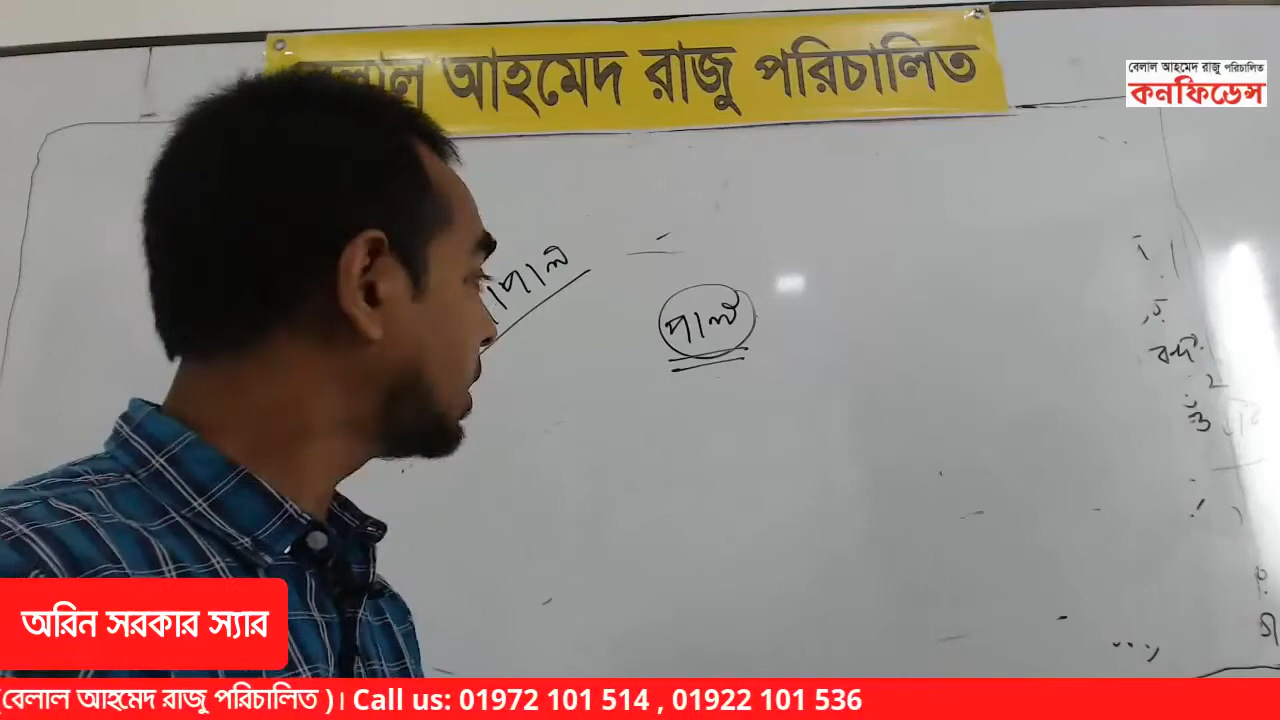 আহমেদ রাজু পরিচালিত
বেলাল আহমেদ রাজু পরিচালিত
কনফিডেন্স
পাল
অরিন সরকার স্যার
(বেলাল আহমেদ রাজু পরিচালিত )। Call us: 01972 101 514 , 01922 101 536